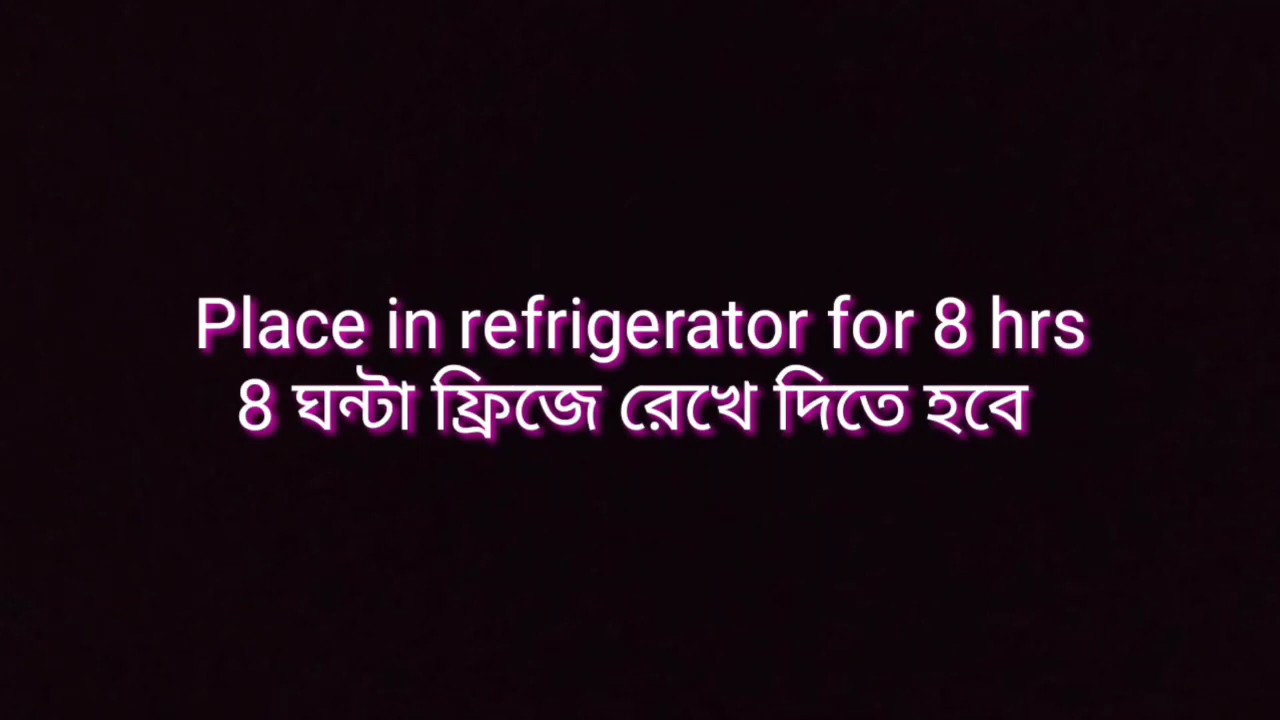 Place in refrigerator for 8 hrs
8 ঘন্টা ফ্রিজে রেখে দিতে হবে